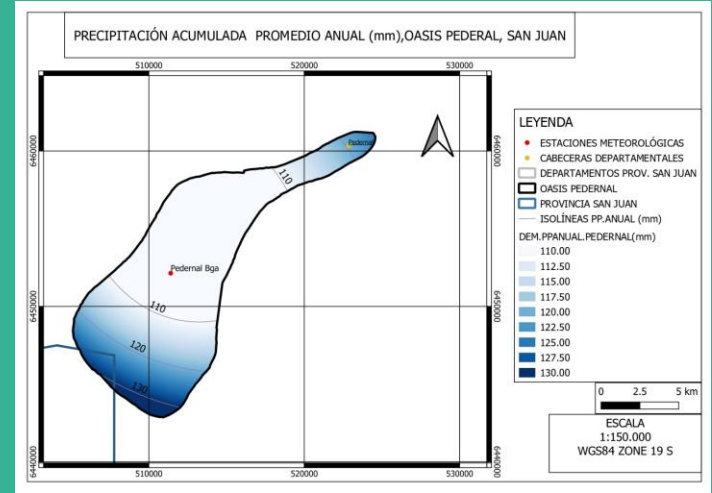 PRECIPITACIÓN ACUMULADA PROMEDIO ANUAL (mm),OASIS PEDERAL, SAN JUAN
510000 520000 530000
6460000 6460000
6450000 6450000
6440000 6440000
510000 520000 530000
Pedernal
110
Pedernal Bga
110
120
130
LEYENDA
ESTACIONES METEOROLÓGICAS
CABECERAS DEPARTAMENTALES
DEPARTAMENTOS PROV. SAN JUAN
OASIS PEDERNAL
PROVINCIA SAN JUAN
ISOLÍNEAS PP.ANUAL (mm)
DEM.PPANUAL.PEDERNAL(mm)
110.00
112.50
115.00
117.50
120.00
122.50
125.00
127.50
130.00
0 2.5 5 km
ESCALA
1:150.000
WGS84 ZONE 19 S